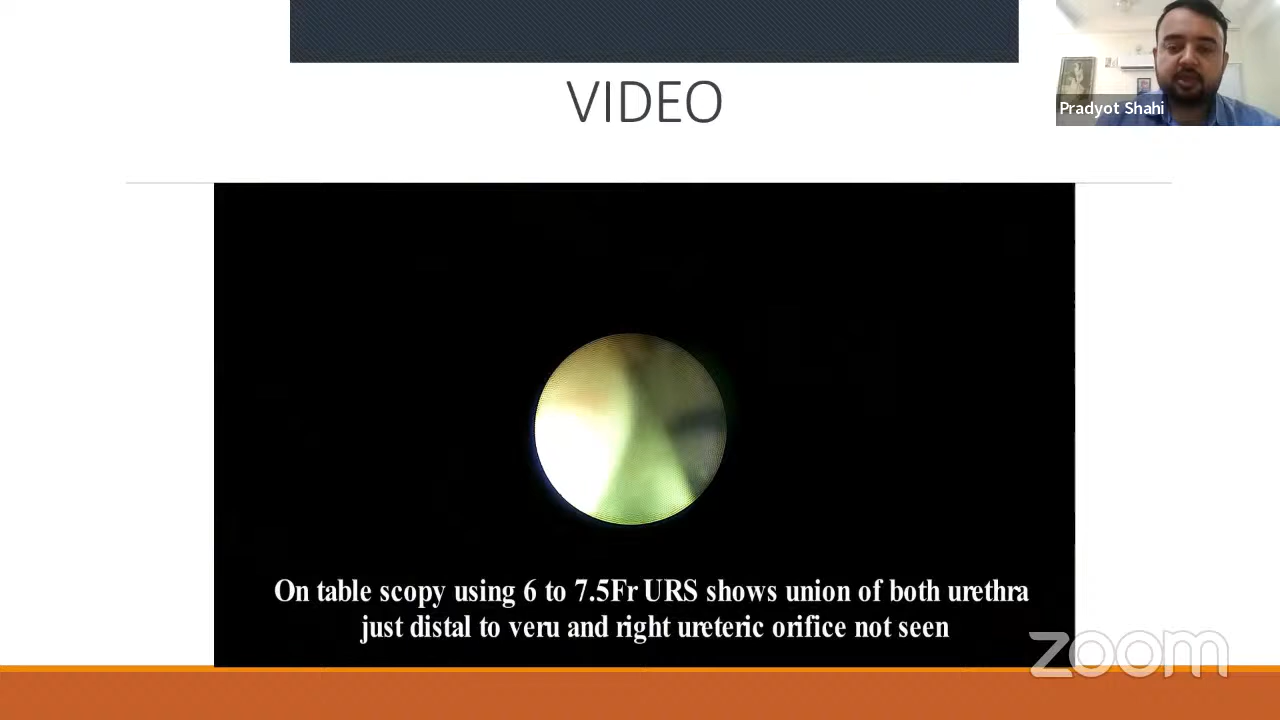 VIDEO
Pradyot Shahi
On table scopy using 6 to 7.5Fr URS shows union of both urethra
just distal to veru and right ureteric orifice not seen
zoom